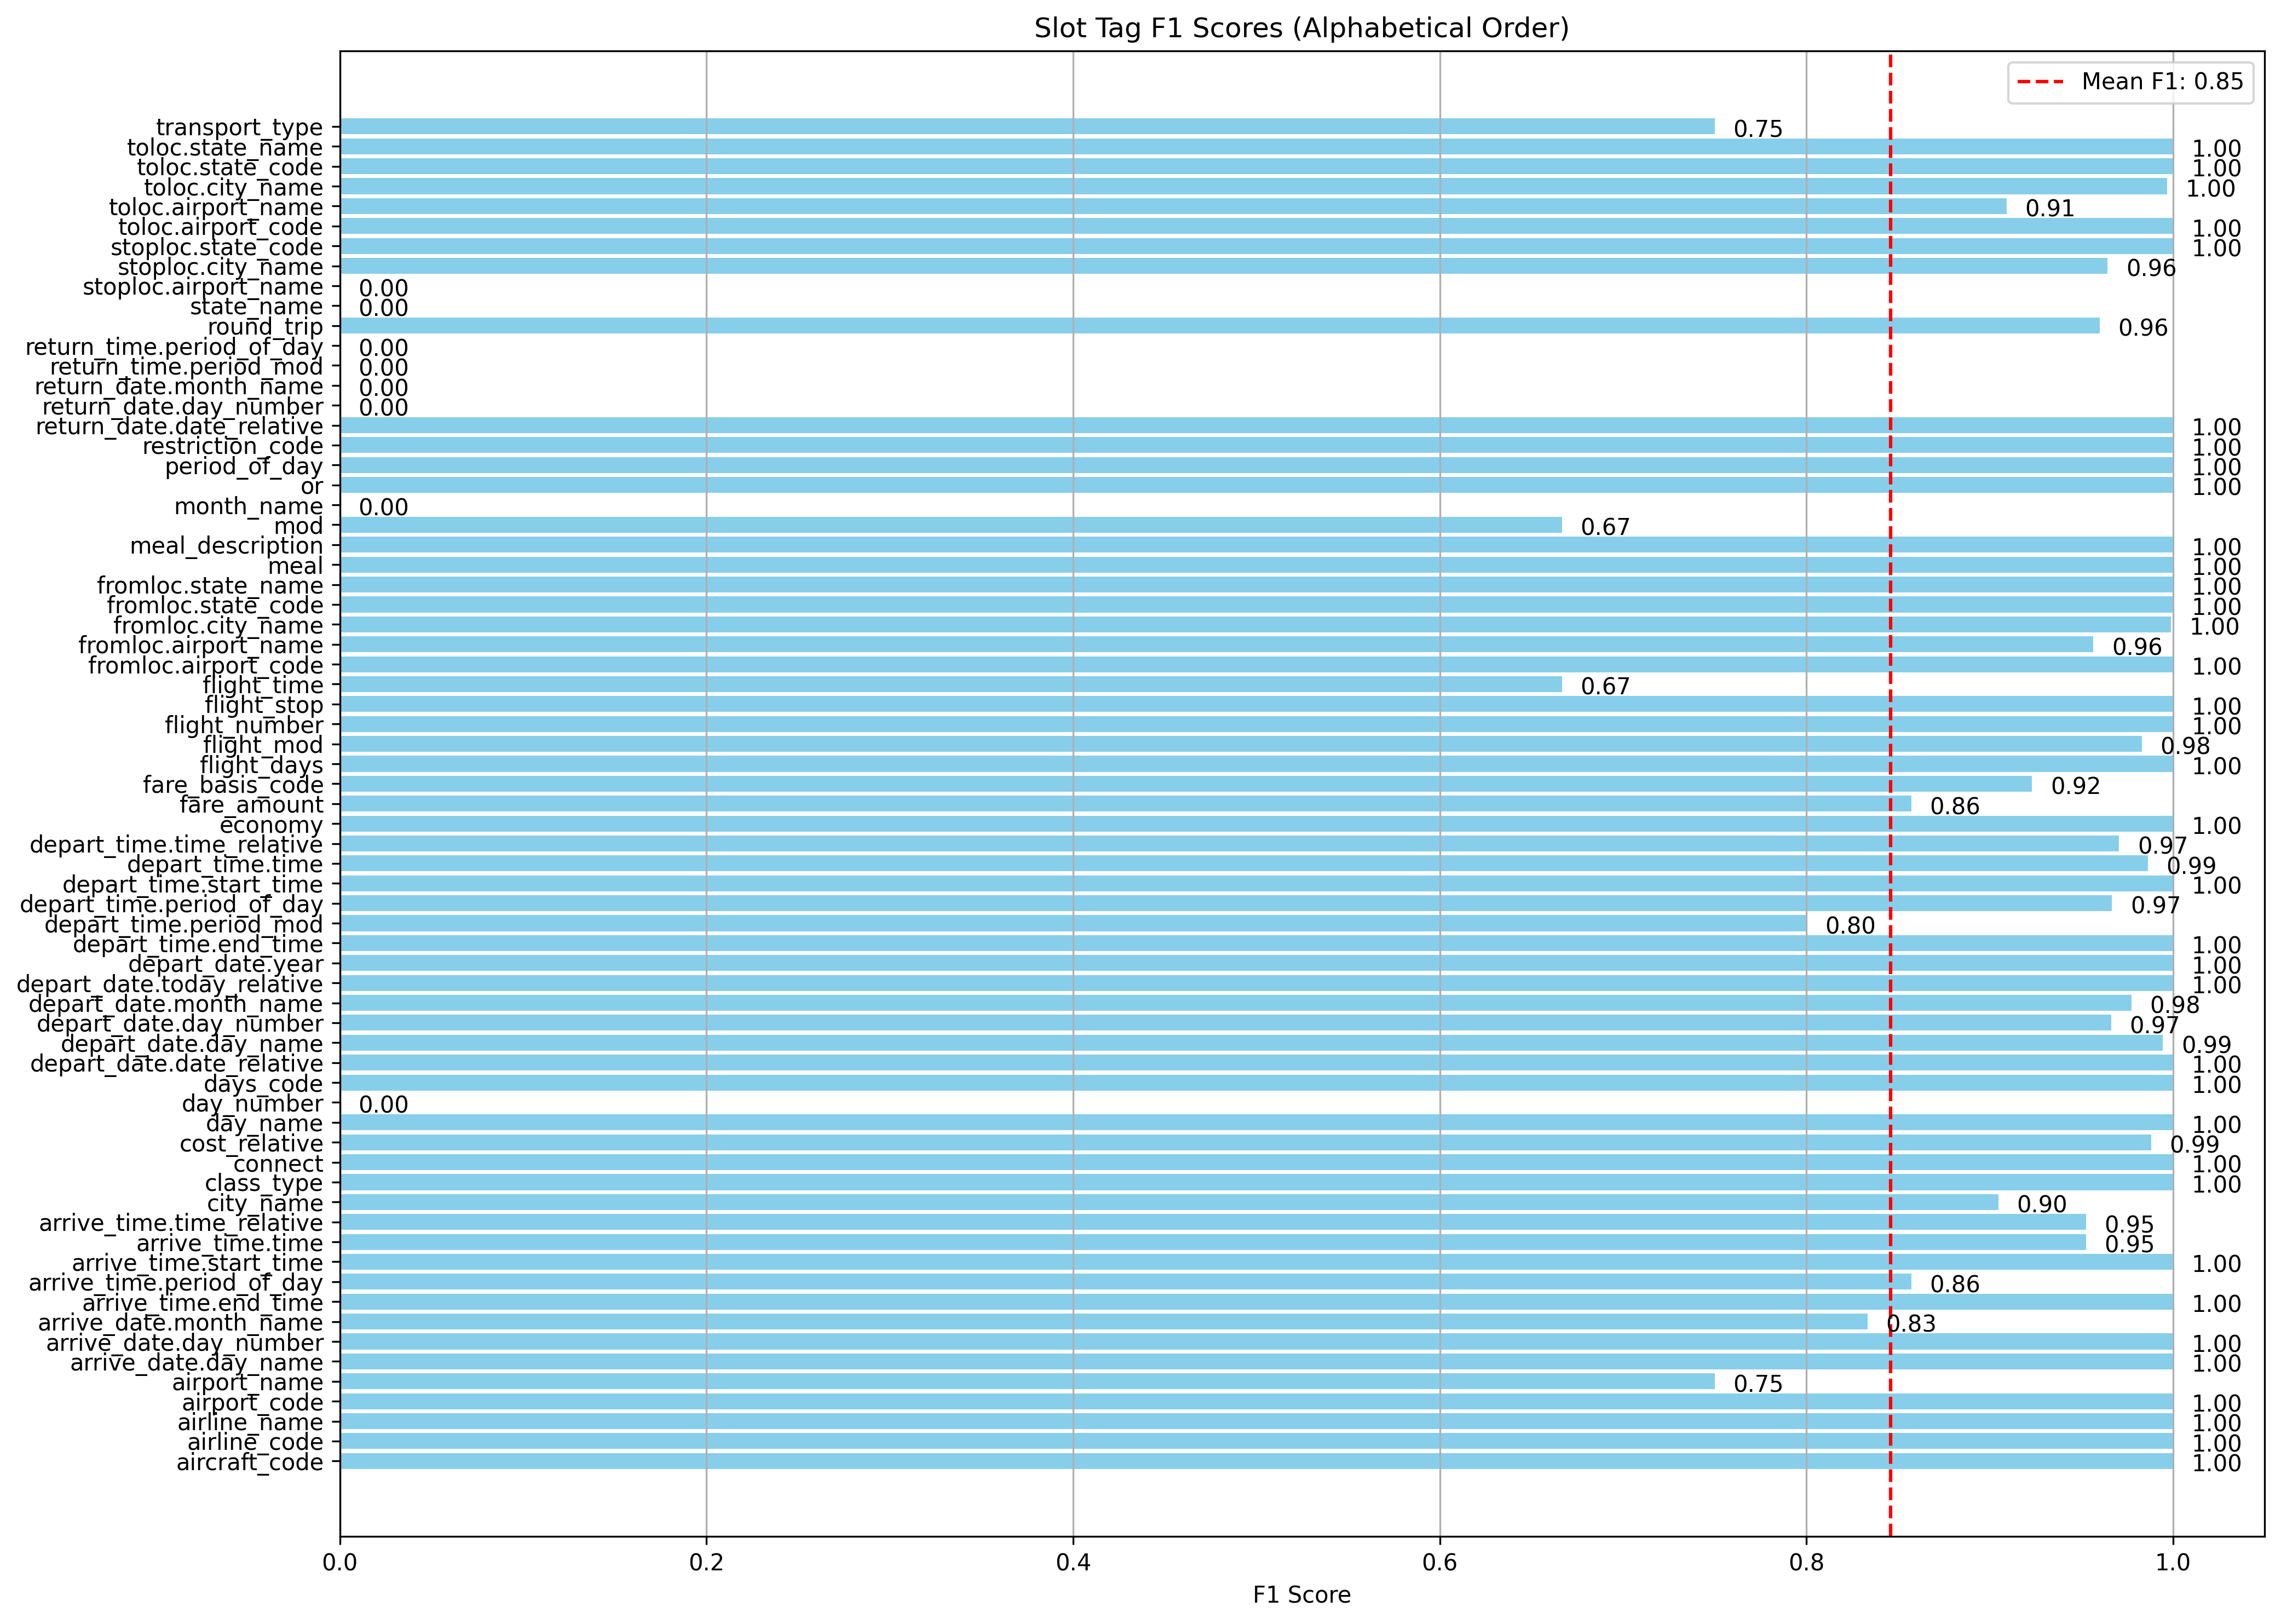 Slot Tag F1 Scores (Alphabetical Order)
Mean F1: 0.85
transport_type 0.75
toloc.state_name 1.00
toloc.state_code 1.00
toloc.city_name 1.00
toloc.airport_name 0.91
toloc.airport_code 1.00
stoploc.state_code 1.00
stoploc.city_name 0.96
stoploc.airport_name 0.00
state_name 0.00
round_trip 0.96
return_time.period_of_day 0.00
return_time.period_mod 0.00
return_date.month_name 0.00
return_date.day_number 0.00
return_date.date_relative 1.00
restriction_code 1.00
period_of_day 1.00
or 1.00
month_name 0.00
mod 0.67
meal_description 1.00
meal 1.00
fromloc.state_name 1.00
fromloc.state_code 1.00
fromloc.city_name 1.00
fromloc.airport_name 0.96
fromloc.airport_code 1.00
flight_time 0.67
flight_stop 1.00
flight_number 1.00
flight_mod 0.98
flight_days 1.00
fare_basis_code 0.92
fare_amount 0.86
economy 1.00
depart_time.time_relative 0.97
depart_time.time 0.99
depart_time.start_time 1.00
depart_time.period_of_day 0.97
depart_time.period_mod 0.80
depart_time.end_time 1.00
depart_date.year 1.00
depart_date.today_relative 1.00
depart_date.month_name 0.98
depart_date.day_number 0.97
depart_date.day_name 0.99
depart_date.date_relative 1.00
days_code 1.00
day_number 0.00
day_name 1.00
cost_relative 0.99
connect 1.00
class_type 1.00
city_name 0.90
arrive_time.time_relative 0.95
arrive_time.time 0.95
arrive_time.start_time 1.00
arrive_time.period_of_day 0.86
arrive_time.end_time 1.00
arrive_date.month_name 0.83
arrive_date.day_number 1.00
arrive_date.day_name 1.00
airport_name 0.75
airport_code 1.00
airline_name 1.00
airline_code 1.00
aircraft_code 1.00
0.0 0.2 0.4 0.6 0.8 1.0
F1 Score